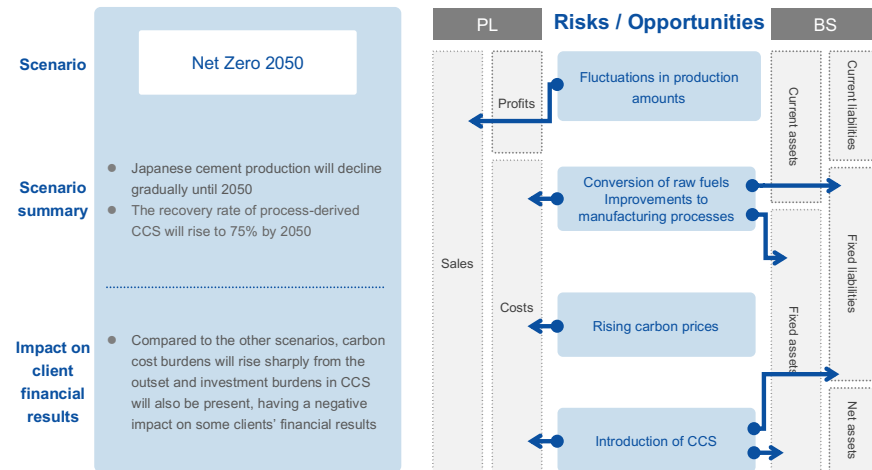 Scenario
Net Zero 2050
Scenario
summary
● Japanese cement production will decline
gradually until 2050
● The recovery rate of process-derived
CCS will rise to 75% by 2050
Impact on
client
financial
results
● Compared to the other scenarios, carbon
cost burdens will rise sharply from the
outset and investment burdens in CCS
will also be present, having a negative
impact on some clients' financial results
PL
Risks / Opportunities
BS
Sales
Profits
Costs
Fluctuations in production
amounts
Conversion of raw fuels
Improvements to
manufacturing processes
Rising carbon prices
Introduction of CCS
Current assets
Fixed assets
Current liabilities
Fixed liabilities
Net assets